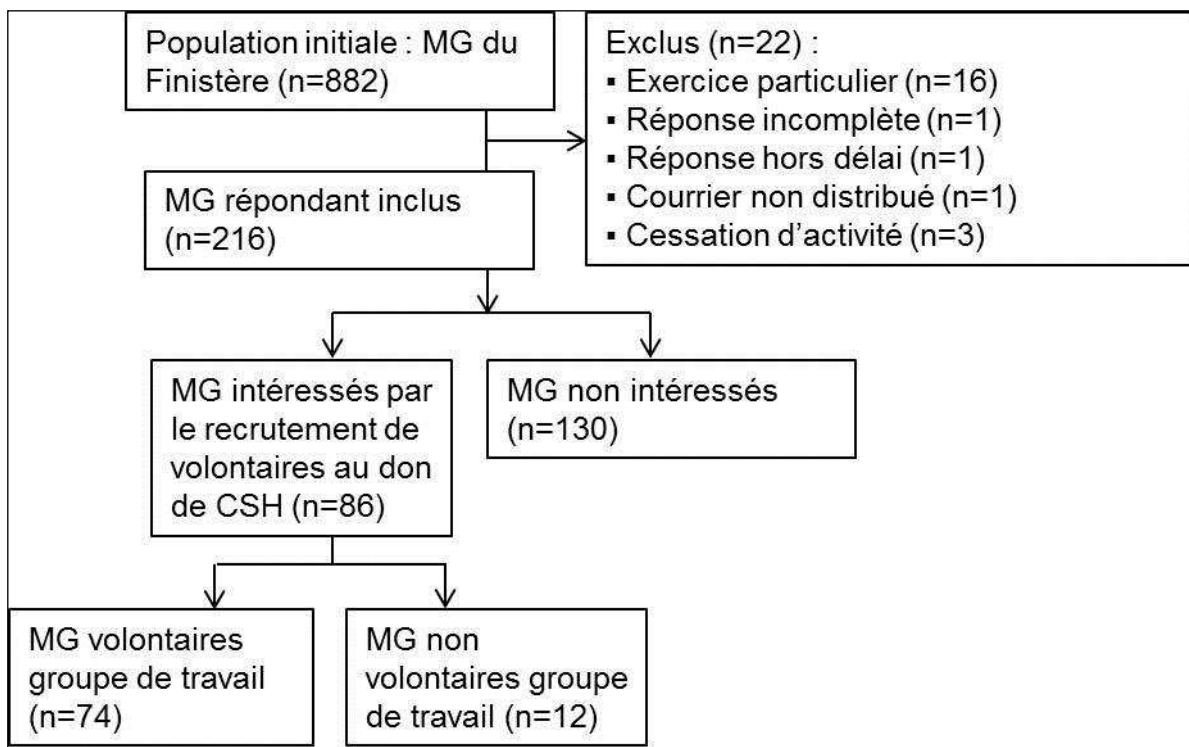 Population initiale : MG du
Finistère (n=882)
Exclus (n=22) :
▪ Exercice particulier (n=16)
▪ Réponse incomplète (n=1)
▪ Réponse hors délai (n=1)
▪ Courrier non distribué (n=1)
▪ Cessation d’activité (n=3)
MG répondant inclus
(n=216)
MG intéressés par
le recrutement de
volontaires au don
de CSH (n=86)
MG non intéressés
(n=130)
MG volontaires
groupe de travail
(n=74)
MG non
volontaires groupe
de travail (n=12)